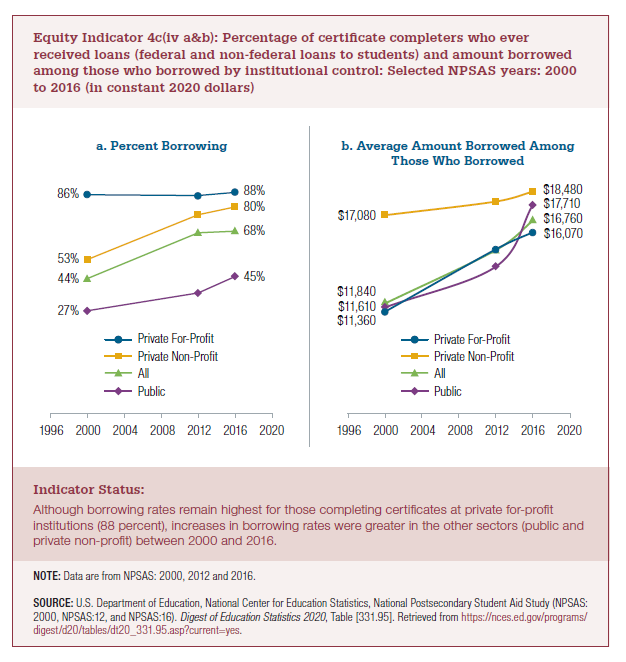 Equity Indicator 4c(iv a&b): Percentage of certificate completers who ever
received loans (federal and non-federal loans to students) and amount borrowed
among those who borrowed by institutional control: Selected NPSAS years: 2000
to 2016 (in constant 2020 dollars)
a. Percent Borrowing
86%
88%
80%
68%
53%
44%
45%
27%
Private For-Profit
Private Non-Profit
All
Public
1996 2000 2004 2008 2012 2016 2020
b. Average Amount Borrowed Among
Those Who Borrowed
$18,480
$17,710
$17,080
$16,760
$16,070
$11,840
$11,610
$11,360
Private For-Profit
Private Non-Profit
All
Public
1996 2000 2004 2008 2012 2016 2020
Indicator Status:
Although borrowing rates remain highest for those completing certificates at private for-profit
institutions (88 percent), increases in borrowing rates were greater in the other sectors (public and
private non-profit) between 2000 and 2016.
NOTE: Data are from NPSAS: 2000, 2012 and 2016.
SOURCE: U.S. Department of Education, National Center for Education Statistics, National Postsecondary Student Aid Study (NPSAS:
2000, NPSAS:12, and NPSAS:16). Digest of Education Statistics 2020, Table [331.95]. Retrieved from https://nces.ed.gov/programs/
digest/d20/tables/dt20_331.95.asp?current=yes.